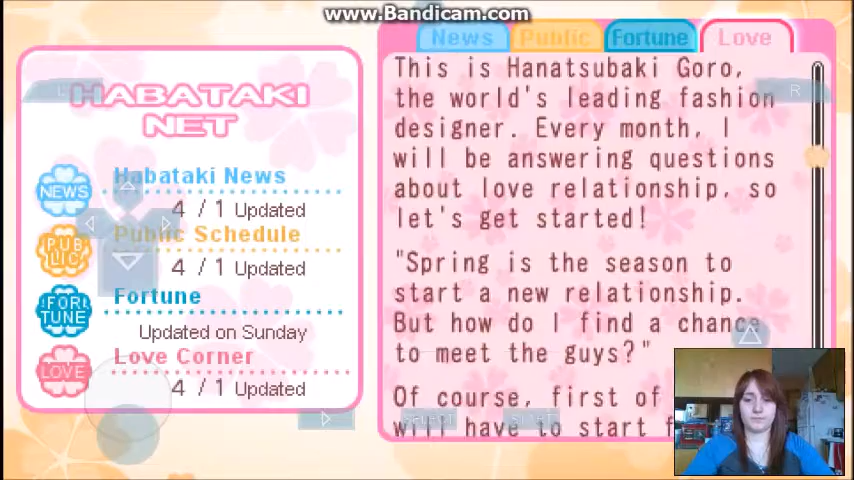 www.Bandicam.com
News Public Fortune Love
HABATAKI
NET
NEWS Habataki News
4 / 1 Updated
PUB
LIC
Public Schedule
4 / 1 Updated
FOR
TUNE
Fortune
Updated on Sunday
LOVE Love Corner
4 / 1 Updated
This is Hanatsubaki Goro,
the world's leading fashion
designer. Every month, I
will be answering questions
about love relationship, so
let's get started!
"Spring is the season to
start a new relationship.
But how do I find a chance
to meet the guys?"
Of course, first of
will have to start
L
R
SELECT
START